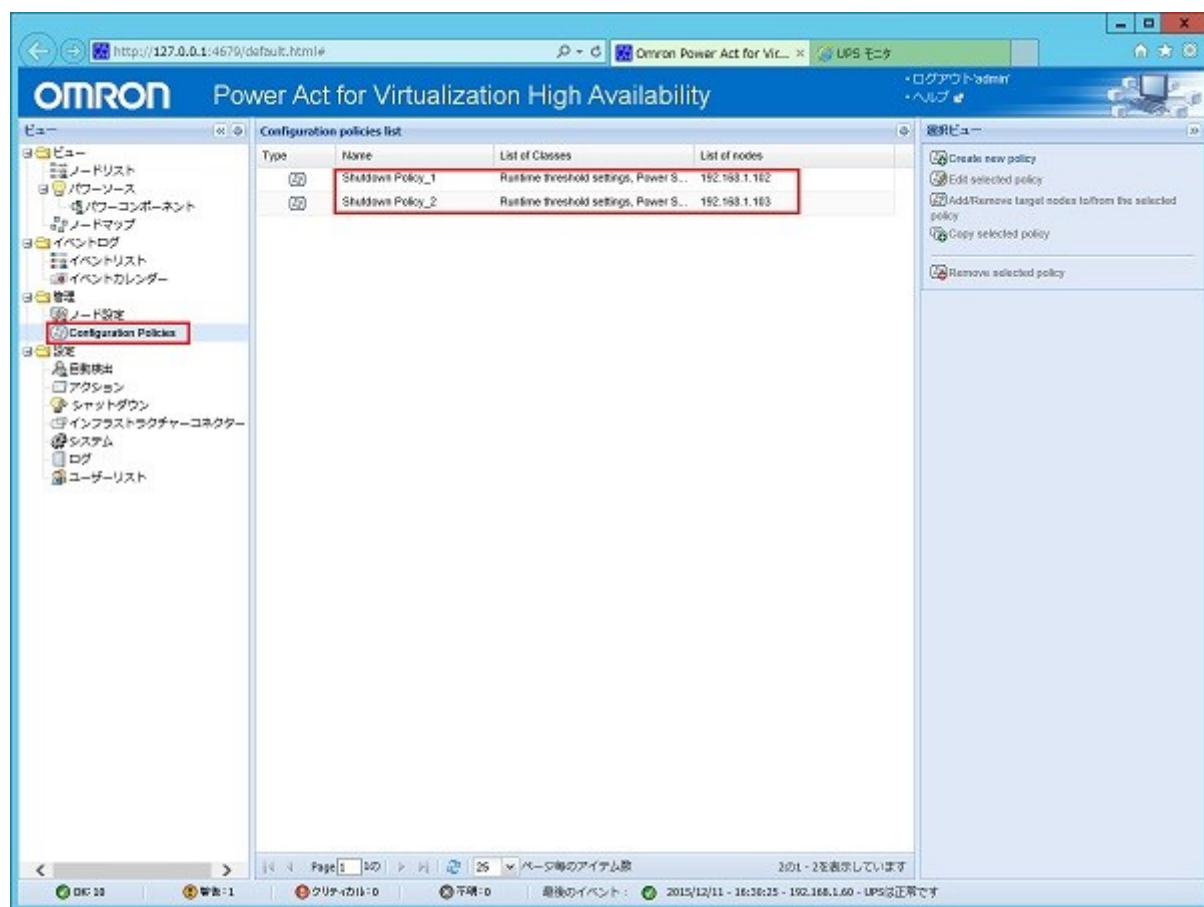 http://127.0.0.1:4679/default.html#
Omron Power Act for Vir... ×
UPS モニタ
OMRON
Power Act for Virtualization High Availability
ログアウト'admin'
ヘルプ
ビュー
ビュー
ノードリスト
パワーソース
パワーコンポーネント
ノードマップ
イベントログ
イベントリスト
イベントカレンダー
管理
ノード設定
Configuration Policies
設定
自動検出
アクション
シャットダウン
インフラストラクチャーコネクター
システム
ログ
ユーザーリスト
Configuration policies list
Type Name List of Classes List of nodes
Shutdown Policy_1 Runtime threshold settings, Power S... 192.168.1.102
Shutdown Policy_2 Runtime threshold settings, Power S... 192.168.1.103
選択ビュー
Create new policy
Edit selected policy
Add/Remove target nodes to/from the selected
policy
Copy selected policy
Remove selected policy
Page 1 1の 25 ページ毎のアイテム数 2の1 - 2を表示しています
OK: 10 警告:1 クリティカル:0 不明:0 最後のイベント : 2015/12/11 - 16:30:25 - 192.168.1.60 - UPSは正常です